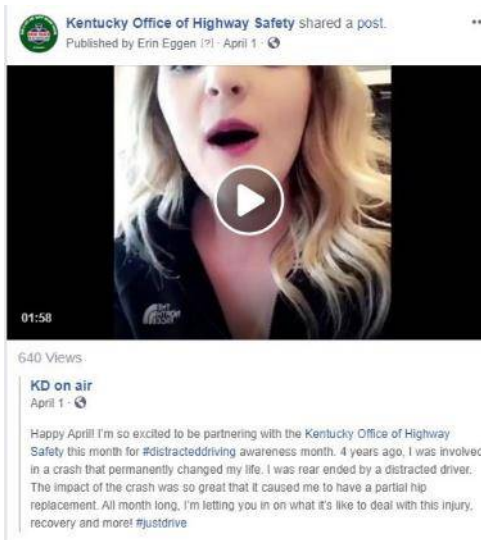 Kentucky Office of Highway Safety shared a post.
Published by Erin Eggen [?] · April 1 ·
THE NORTH FACE
01:58
640 Views
KD on air
April 1 ·
Happy April! I'm so excited to be partnering with the Kentucky Office of Highway
Safety this month for #distracteddriving awareness month. 4 years ago, I was involved
in a crash that permanently changed my life. I was rear ended by a distracted driver.
The impact of the crash was so great that it caused me to have a partial hip
replacement. All month long, I'm letting you in on what it's like to deal with this injury,
recovery and more! #justdrive